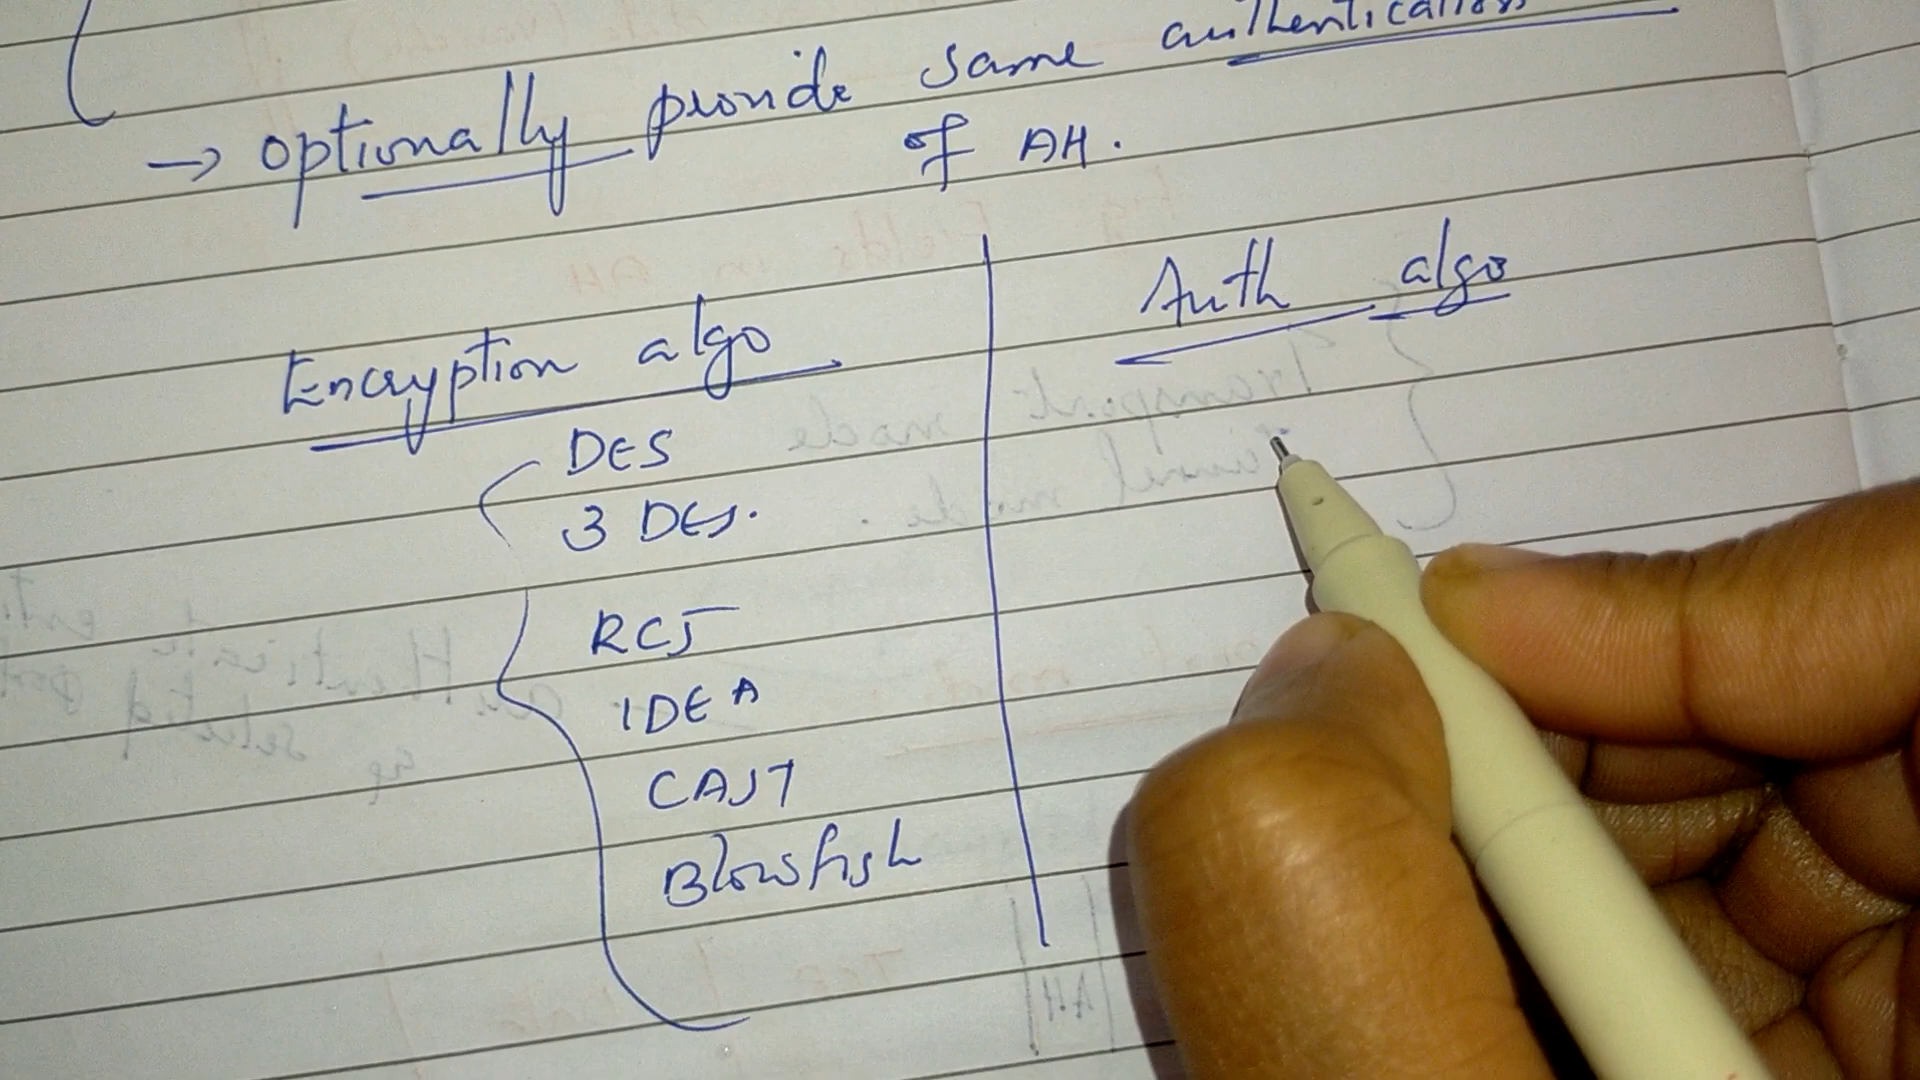 → optionally provide same authentication
of AH.
Encryption algo
DES
3 DES.
RC5
IDEA
CAST
Blowfish
Auth algo